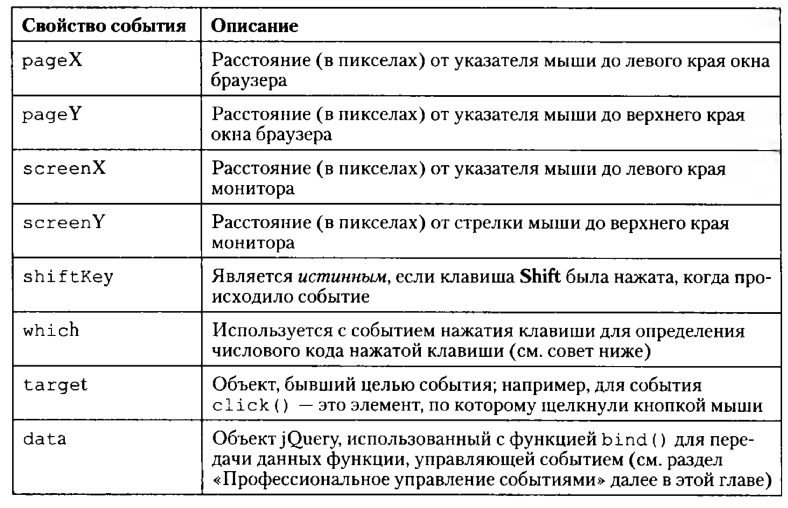 Свойство события Описание
pageX Расстояние (в пикселах) от указателя мыши до левого края окна
браузера
pageY Расстояние (в пикселах) от указателя мыши до верхнего края
окна браузера
screenX Расстояние (в пикселах) от указателя мыши до левого края
монитора
screenY Расстояние (в пикселах) от стрелки мыши до верхнего края
монитора
shiftKey Является истинным, если клавиша Shift была нажата, когда про-
исходило событие
which Используется с событием нажатия клавиши для определения
числового кода нажатой клавиши (см. совет ниже)
target Объект, бывший целью события; например, для события
click() — это элемент, по которому щелкнули кнопкой мыши
data Объект jQuery, использованный с функцией bind() для пере-
дачи данных функции, управляющей событием (см. раздел
«Профессиональное управление событиями» далее в этой главе)